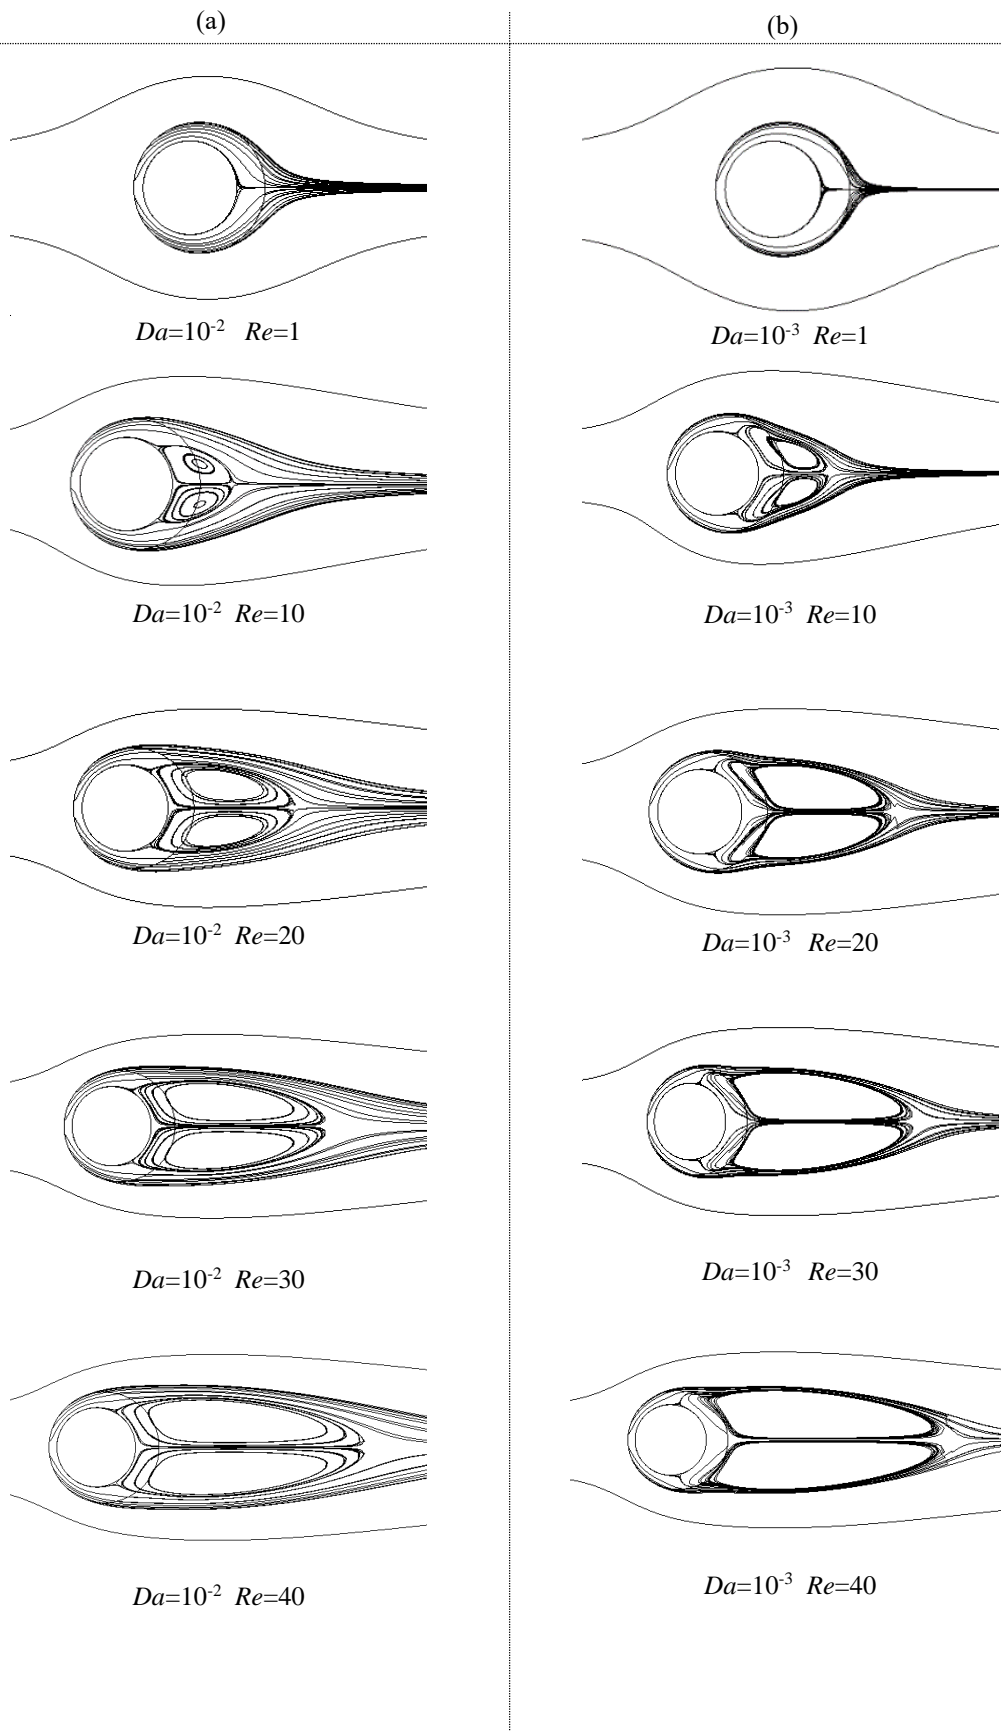 (a)
(b)
Da=10⁻² Re=1
Da=10⁻³ Re=1
Da=10⁻² Re=10
Da=10⁻³ Re=10
Da=10⁻² Re=20
Da=10⁻³ Re=20
Da=10⁻² Re=30
Da=10⁻³ Re=30
Da=10⁻² Re=40
Da=10⁻³ Re=40